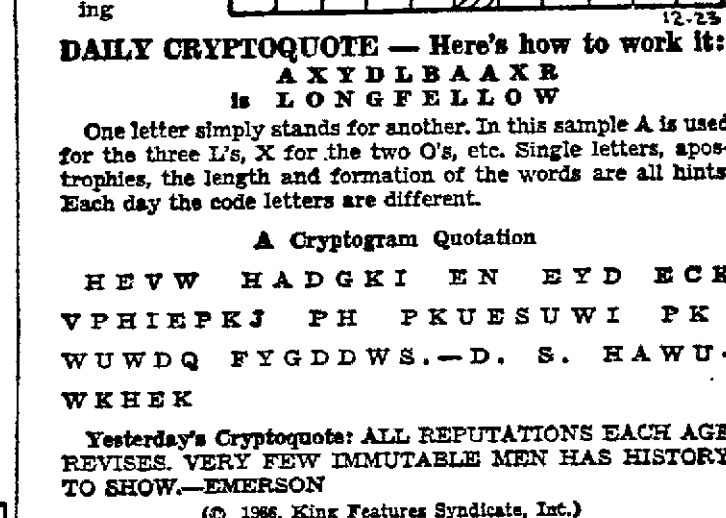 ing
12-23
DAILY CRYPTOQUOTE — Here's how to work it:
A X Y D L B A A X R
is L O N G F E L L O W
One letter simply stands for another. In this sample A is used
for the three L's, X for the two O's, etc. Single letters, apos-
trophies, the length and formation of the words are all hints
Each day the code letters are different.
A Cryptogram Quotation
H E V W H A D G K I E N E Y D
V P H I E P K J P H P K U E S U W I P K
W U W D Q F Y G D D W S.—D. S. H A W U -
W K H E K
Yesterday's Cryptoquote: ALL REPUTATIONS EACH AGE
REVISES. VERY FEW IMMUTABLE MEN HAS HISTORY
TO SHOW.—EMERSON
(© 1966, King Features Syndicate, Inc.)